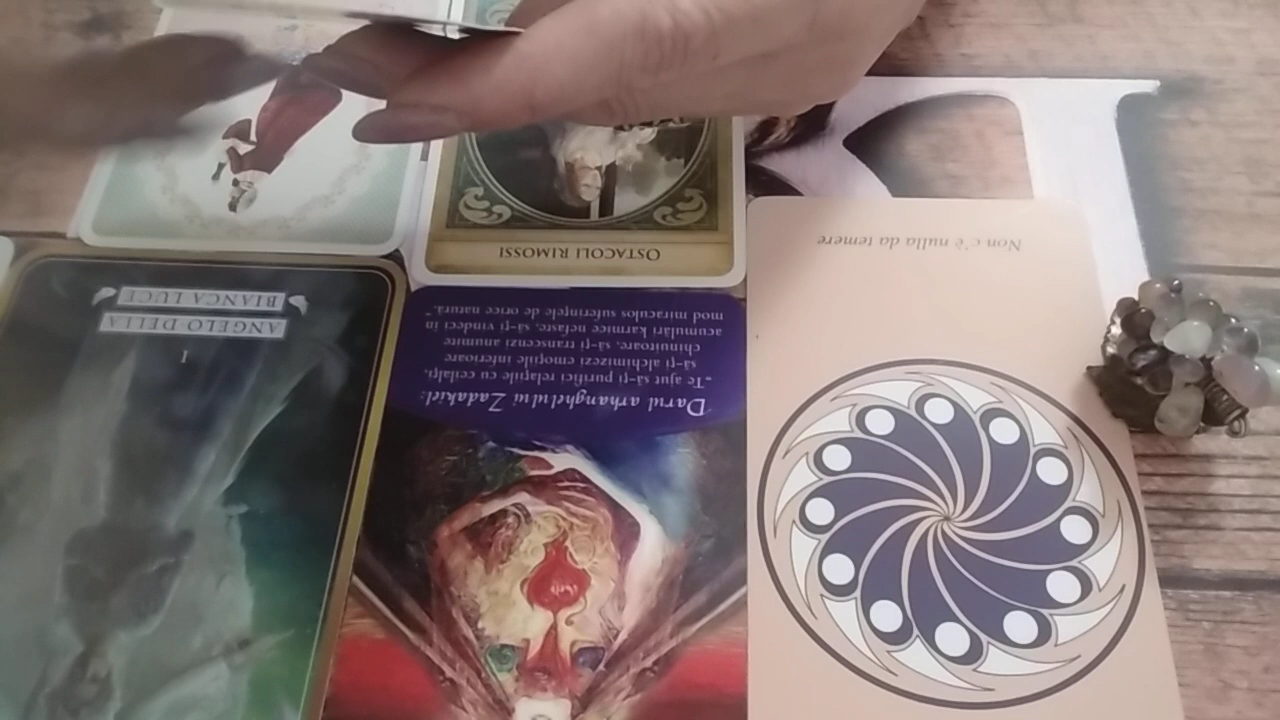 OSTACOLI RIMOSSI
Non c'è nulla da temere
I
ANGELO DELLA
BIANCA LUCE
Darul arhanghelului Zadakiel:
„Te ajut să-ți purifici relațiile cu ceilalți,
să-ți alchimizezi emoțiile inferioare
chinuitoare, să-ți transcenzi anumite
acumulări karmice nefaste, să-ți vindeci în
mod miraculos suferințele de orice natură.”